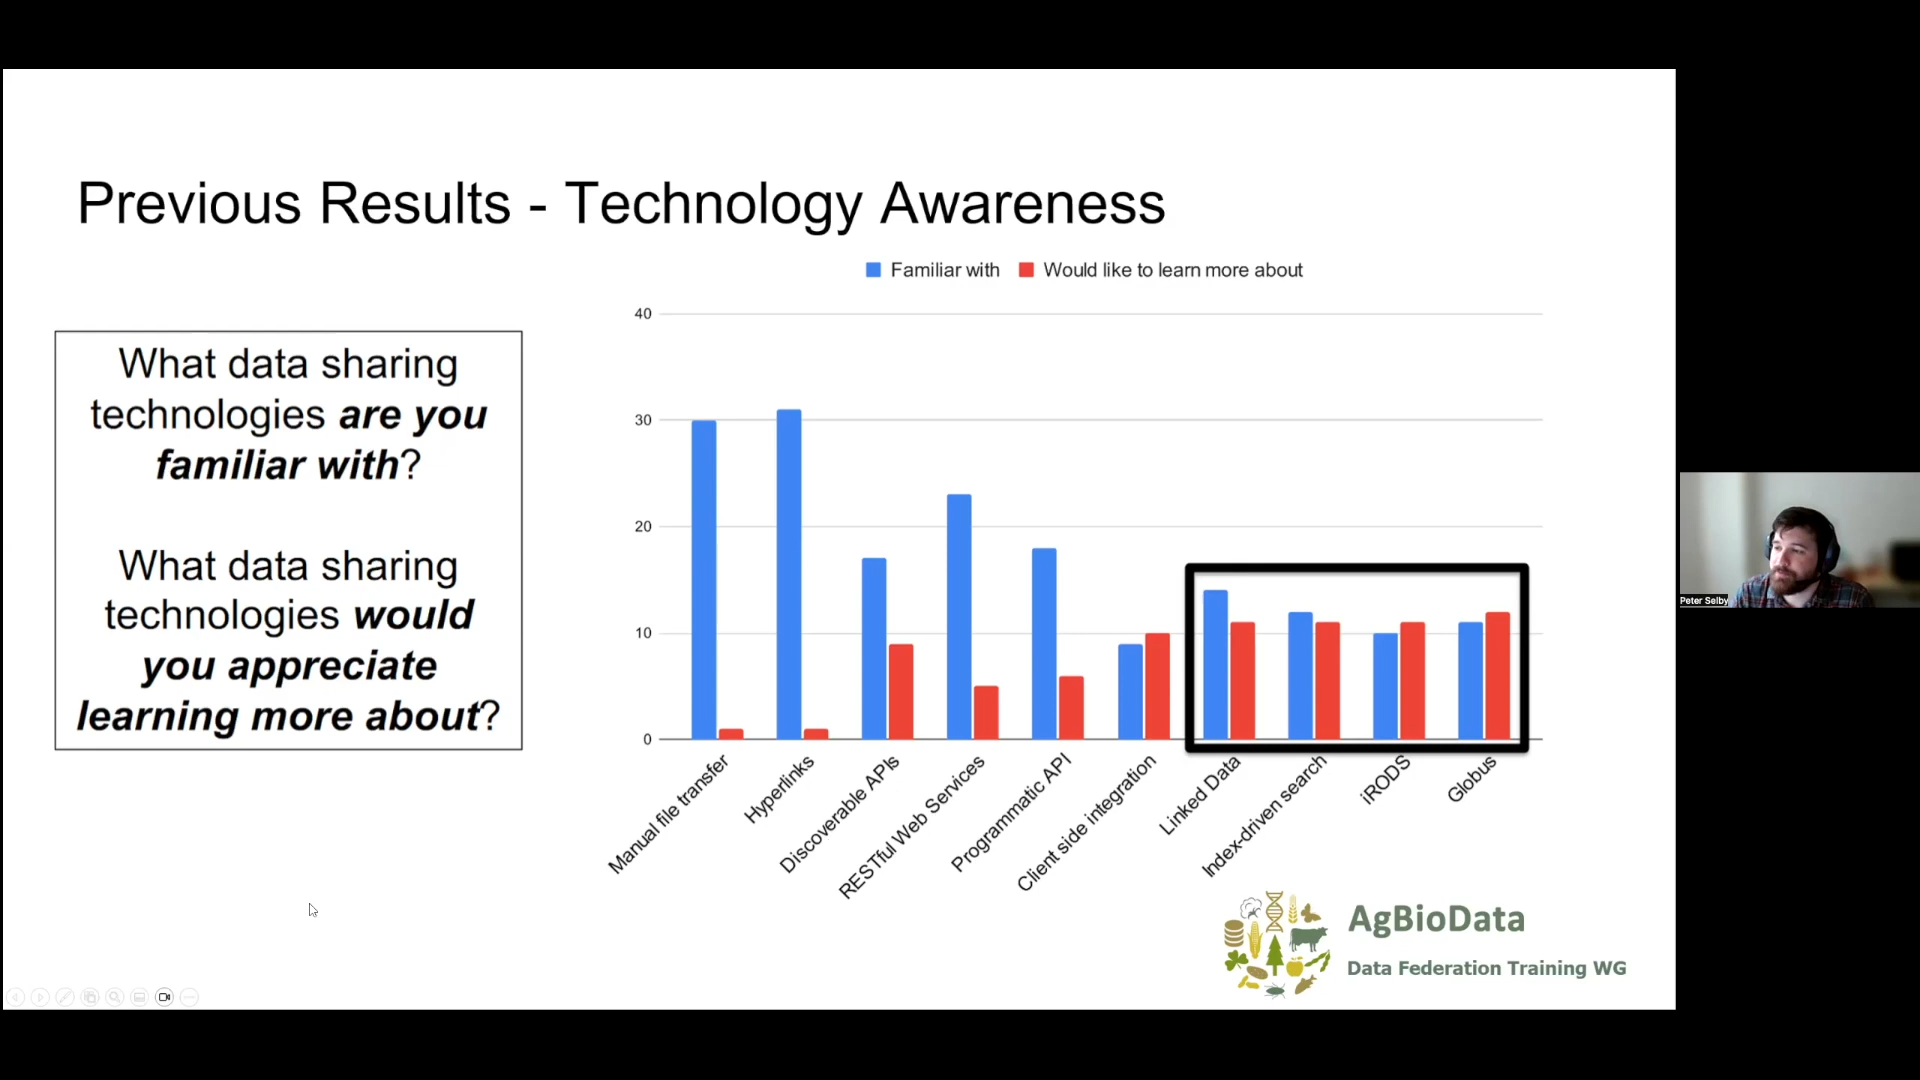 Previous Results - Technology Awareness
Familiar with
Would like to learn more about
What data sharing
technologies are you
familiar with?
What data sharing
technologies would
you appreciate
learning more about?
40
30
20
10
0
Manual file transfer
Hyperlinks
Discoverable APIs
RESTful Web Services
Programmatic API
Client side integration
Linked Data
Index-driven search
iRODS
Globus
AgBioData
Data Federation Training WG
Peter Selby